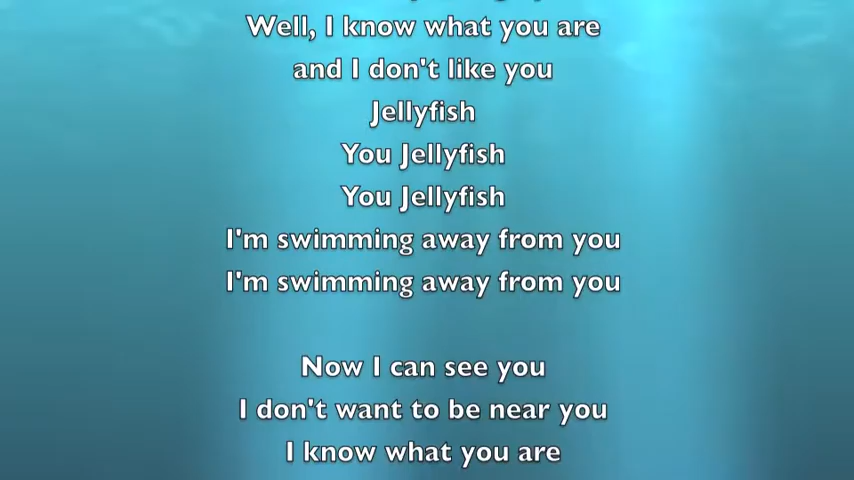 Well, I know what you are
and I don't like you
Jellyfish
You Jellyfish
You Jellyfish
I'm swimming away from you
I'm swimming away from you
Now I can see you
I don't want to be near you
I know what you are